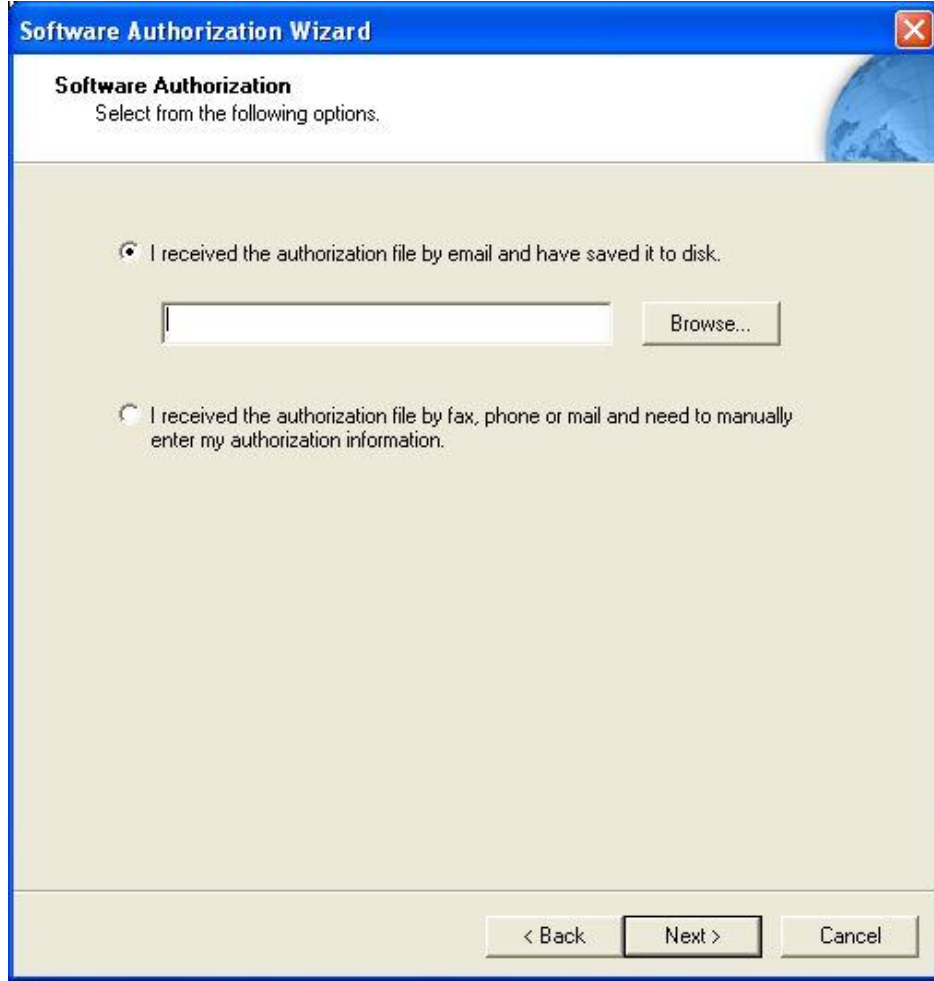 Software Authorization Wizard
Software Authorization
Select from the following options.
I received the authorization file by email and have saved it to disk.
Browse...
I received the authorization file by fax, phone or mail and need to manually
enter my authorization information.
< Back
Next >
Cancel